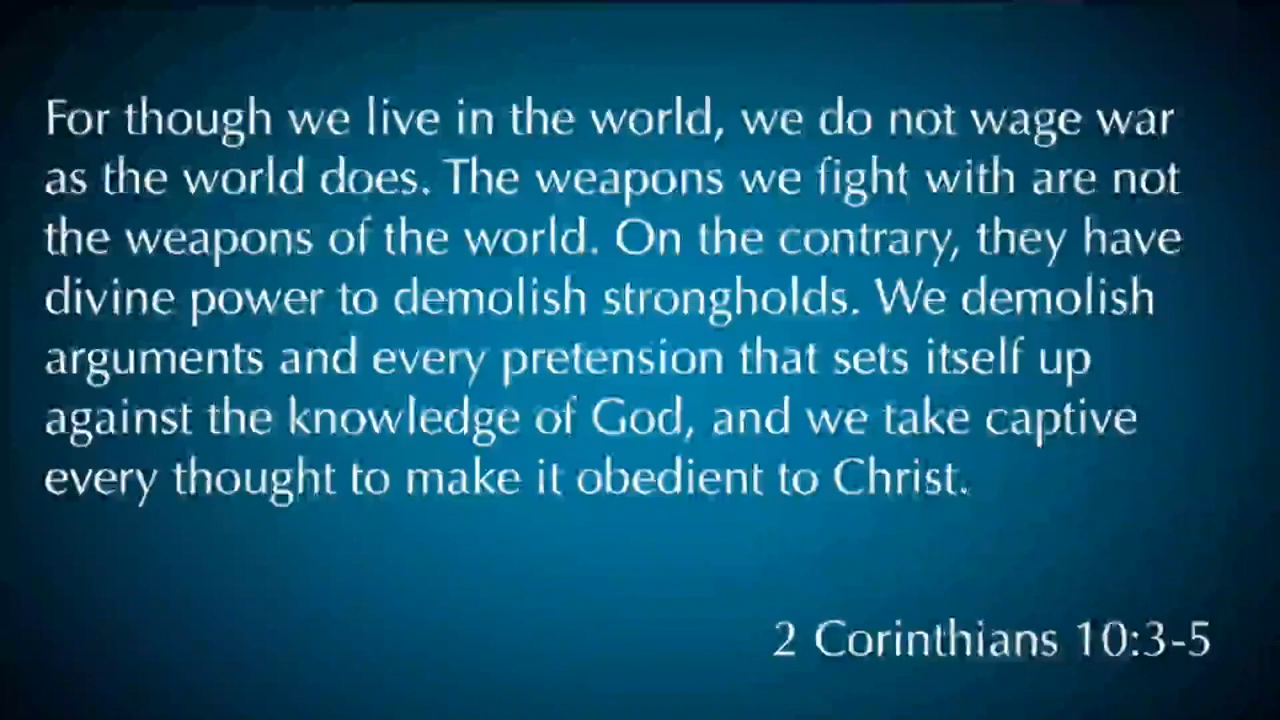 For though we live in the world, we do not wage war
as the world does. The weapons we fight with are not
the weapons of the world. On the contrary, they have
divine power to demolish strongholds. We demolish
arguments and every pretension that sets itself up
against the knowledge of God, and we take captive
every thought to make it obedient to Christ.
2 Corinthians 10:3-5